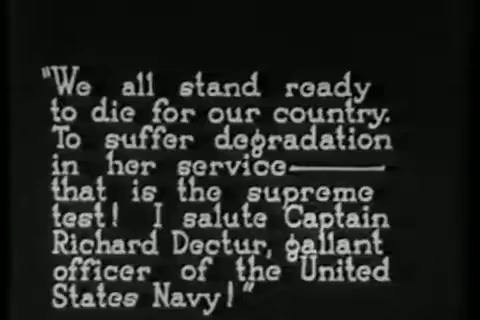 "We all stand ready
to die for our country.
To suffer degradation
in her service———
that is the supreme
test! I salute Captain
Richard Dectur, gallant
officer of the United
States Navy!"